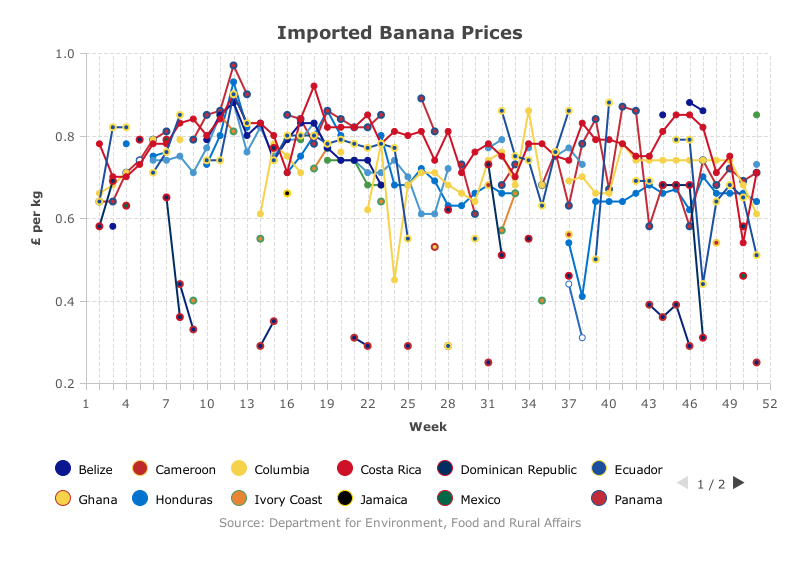 Imported Banana Prices
1.0
0.8
0.6
0.4
0.2
£ per kg
1 4 7 10 13 16 19 22 25 28 31 34 37 40 43 46 49 52
Week
Belize Cameroon Columbia Costa Rica Dominican Republic Ecuador
1 / 2
Ghana Honduras Ivory Coast Jamaica Mexico Panama
Source: Department for Environment, Food and Rural Affairs